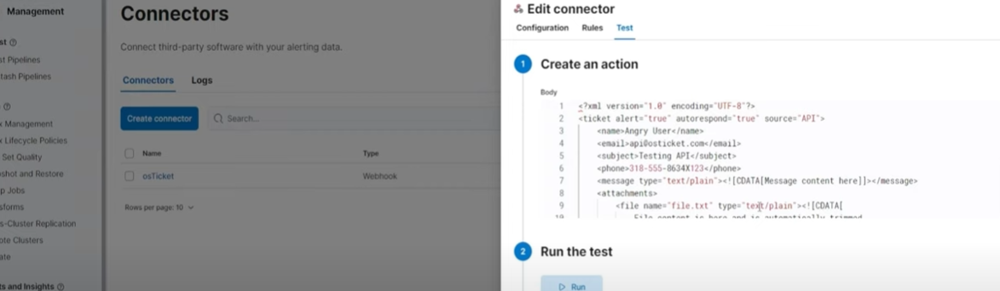 Management
st
st Pipelines
tash Pipelines
x Management
x Lifecycle Policies
Set Quality
shot and Restore
p Jobs
sforms
s-Cluster Replication
ote Clusters
ate
ts and Insights
Connectors
Connect third-party software with your alerting data.
Connectors Logs
Create connector Search...
Name Type
osTicket Webhook
Rows per page: 10
Edit connector
Configuration Rules Test
1 Create an action
Body
1 <?xml version="1.0" encoding="UTF-8"?>
2 <ticket alert="true" autorespond="true" source="API">
3 <name>Angry User</name>
4 <email>api@osticket.com</email>
5 <subject>Testing API</subject>
6 <phone>318-555-8634X123</phone>
7 <message type="text/plain"><![CDATA[Message content here]]></message>
8 <attachments>
9 <file name="file.txt" type="text/plain"><![CDATA[
10 File content is here and is automatically trimmed
2 Run the test
Run